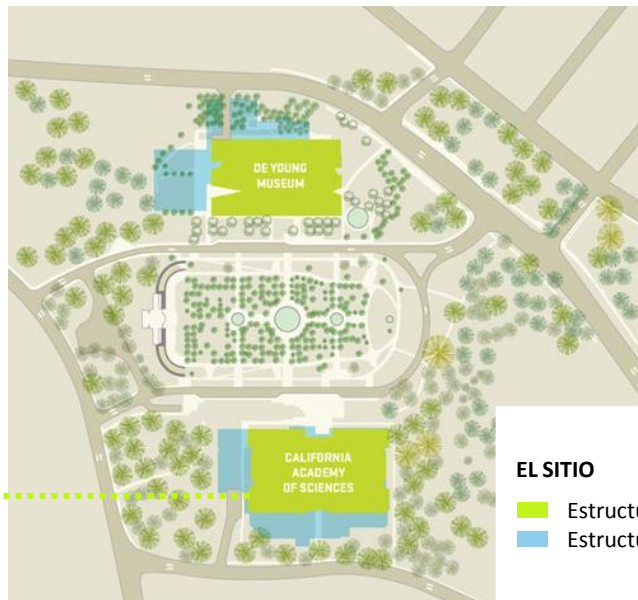 DE YOUNG
MUSEUM
CALIFORNIA
ACADEMY
OF SCIENCES
EL SITIO